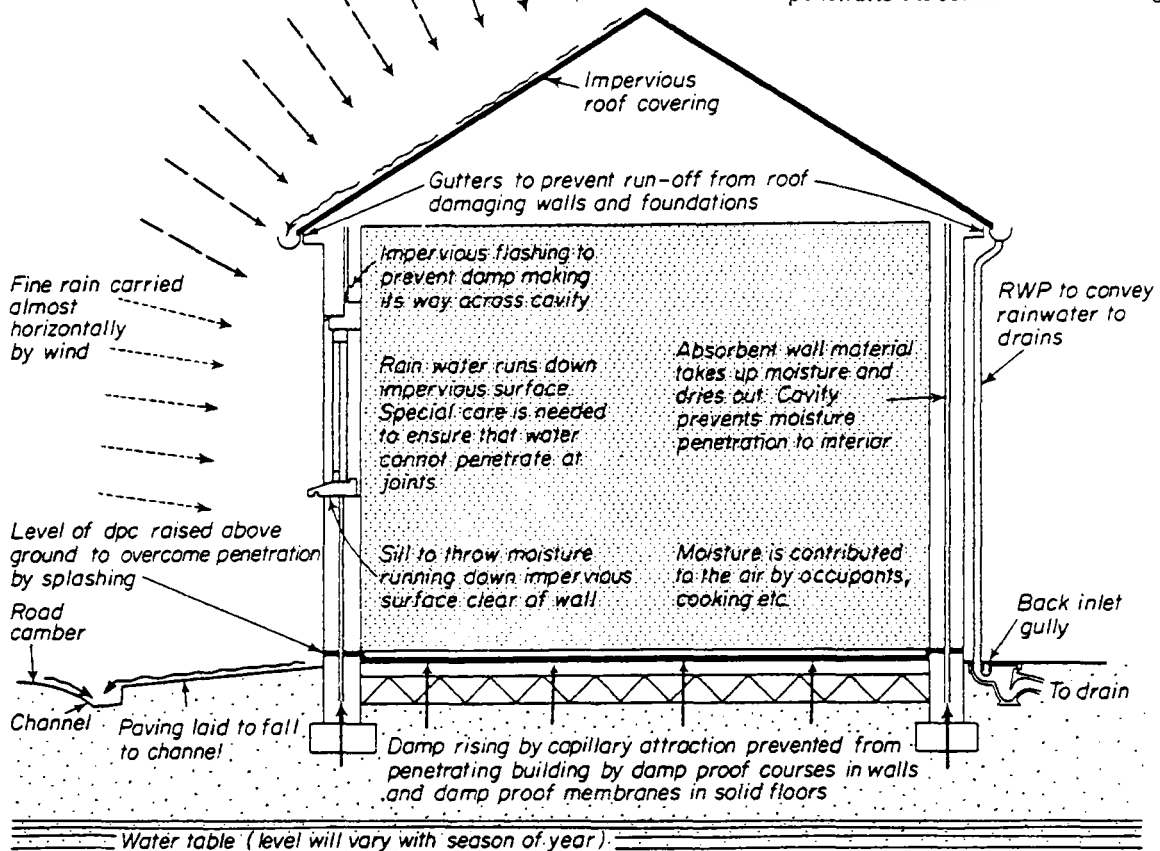 Impervious
roof covering
Gutters to prevent run-off from roof
damaging walls and foundations
Impervious flashing to
prevent damp making
its way across cavity
Fine rain carried
almost
horizontally
by wind
RWP to convey
rainwater to
drains
Rain water runs down
impervious surface
Special care is needed
to ensure that water
cannot penetrate at
joints
Absorbent wall material
takes up moisture and
dries out. Cavity
prevents moisture
penetration to interior
Level of dpc raised above
ground to overcome penetration
by splashing
Sill to throw moisture
running down impervious
surface clear of wall
Moisture is contributed
to the air by occupants,
cooking etc.
Road
camber
Back inlet
gully
To drain
Channel
Paving laid to fall
to channel
Damp rising by capillary attraction prevented from
penetrating building by damp proof courses in walls
and damp proof membranes in solid floors
Water table (level will vary with season of year)